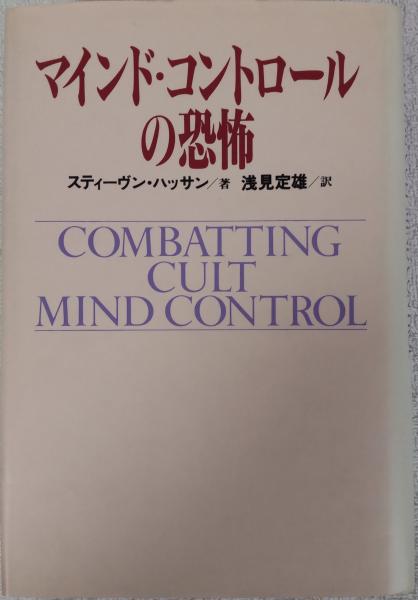 マインド・コントロール
の恐怖
スティーヴン・ハッサン/著 浅見定雄/訳
COMBATTING
CULT
MIND CONTROL